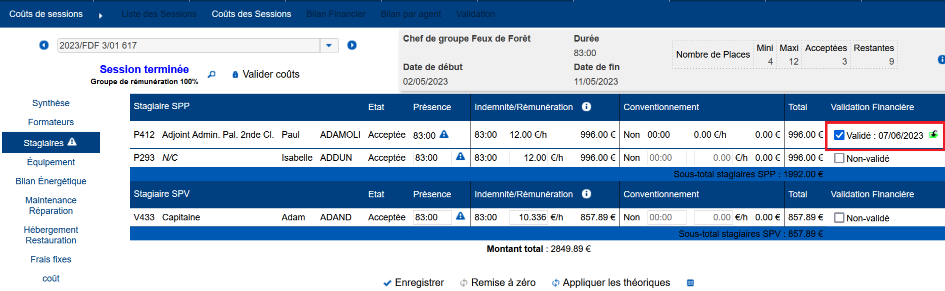 Coûts de sessions Liste des Sessions Coûts des Sessions Bilan Financier Bilan par agent Validation
2023/FDF 3/01 617
Session terminée
Groupe de rémunération 100%
Valider coûts
Chef de groupe Feux de Forêt
Durée
83:00
Date de début
02/05/2023
Date de fin
11/05/2023
Nombre de Places
Mini Maxi Acceptées Restantes
4 12 3 9
Synthèse
Formateurs
Stagiaires
Équipement
Bilan Énergétique
Maintenance
Réparation
Hébergement
Restauration
Frais fixes
coût
Stagiaire SPP Etat Présence Indemnité/Rémunération Conventionnement Total Validation Financière
P412 Adjoint Admin. Pal. 2nde Cl. Paul ADAMOLI Acceptée 83:00 83:00 12.00 €/h 996.00 € Non 00:00 0.00 €/h 0.00 € 996.00 € Validé : 07/06/2023
P293 N/C Isabelle ADDUN Acceptée 83:00 83:00 12.00 €/h 996.00 € Non 00:00 0.00 €/h 0.00 € 996.00 € Non-validé
Sous-total stagiaires SPP : 1992.00 €
Stagiaire SPV Etat Présence Indemnité/Rémunération Conventionnement Total Validation Financière
V433 Capitaine Adam ADAND Acceptée 83:00 83:00 10.336 €/h 857.89 € Non 00:00 0.00 €/h 0.00 € 857.89 € Non-validé
Sous-total stagiaires SPV : 857.89 €
Montant total : 2849.89 €
Enregistrer Remise à zéro Appliquer les théoriques